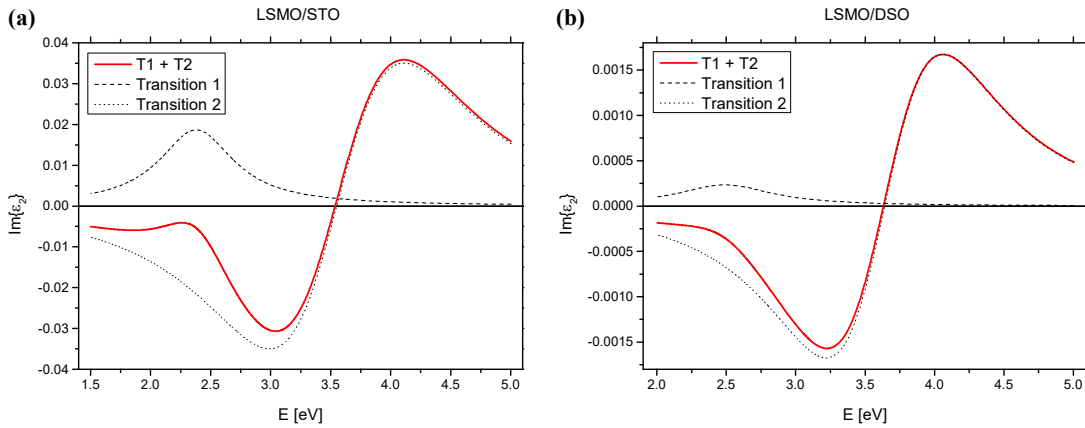 (a)
LSMO/STO
T1 + T2
Transition 1
Transition 2
0.04
0.03
0.02
0.01
0.00
-0.01
-0.02
-0.03
-0.04
Im{ε₂}
1.5 2.0 2.5 3.0 3.5 4.0 4.5 5.0
E [eV]
(b)
LSMO/DSO
T1 + T2
Transition 1
Transition 2
0.0015
0.0010
0.0005
0.0000
-0.0005
-0.0010
-0.0015
Im{ε₂}
2.0 2.5 3.0 3.5 4.0 4.5 5.0
E [eV]